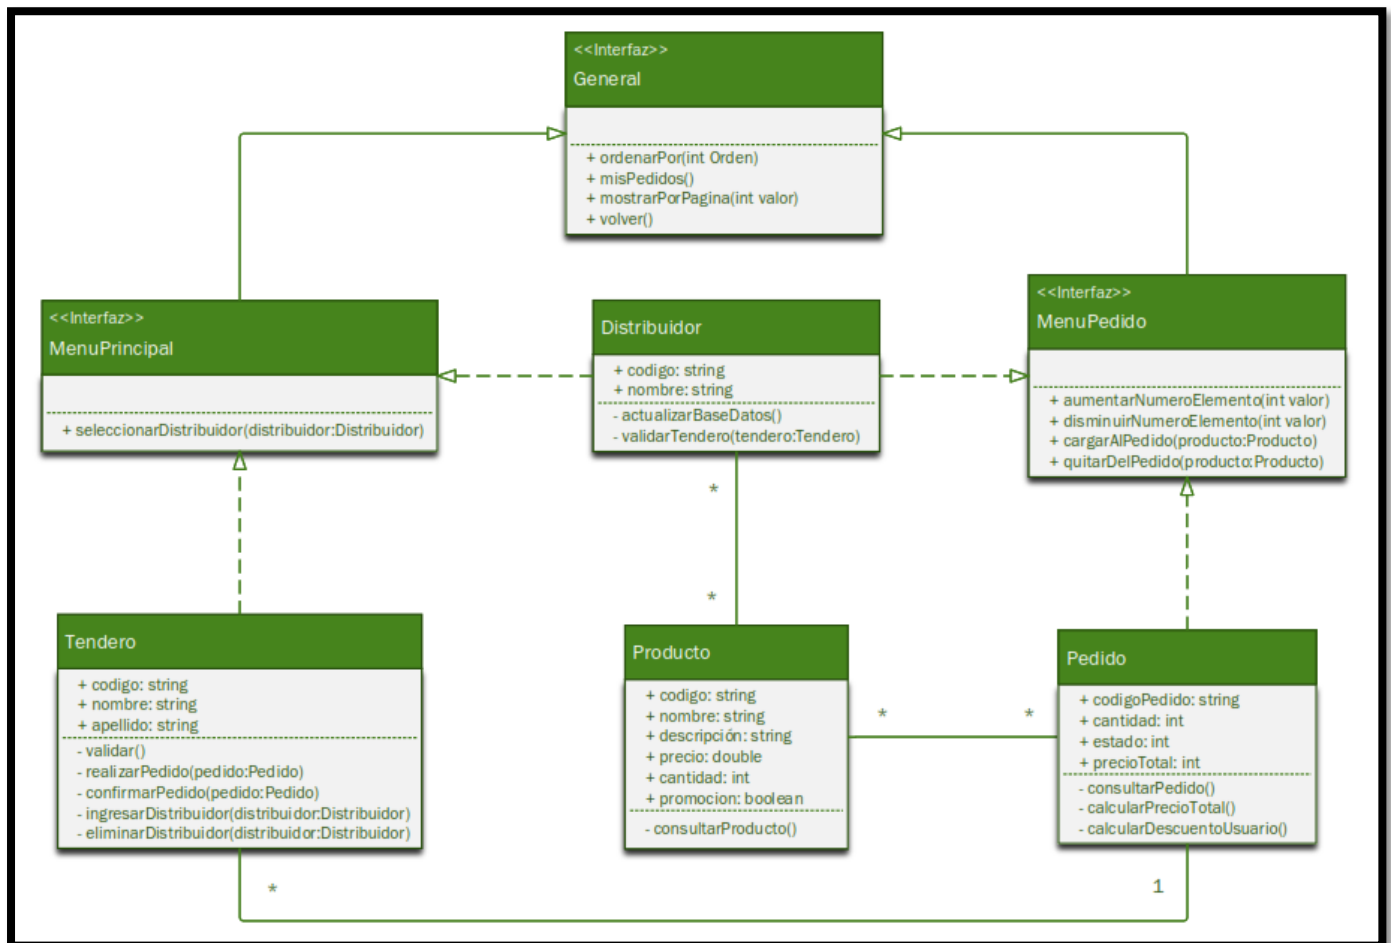 <<Interfaz>>
General
+ ordenarPor(int Orden)
+ misPedidos()
+ mostrarPorPagina(int valor)
+ volver()
<<Interfaz>>
MenuPrincipal
+ seleccionarDistribuidor(distribuidor:Distribuidor)
Distribuidor
+ codigo: string
+ nombre: string
- actualizarBaseDatos()
- validarTendero(tendero:Tendero)
<<Interfaz>>
MenuPedido
+ aumentarNumeroElemento(int valor)
+ disminuirNumeroElemento(int valor)
+ cargarAlPedido(producto:Producto)
+ quitarDelPedido(producto:Producto)
*
*
Tendero
+ codigo: string
+ nombre: string
+ apellido: string
- validar()
- realizarPedido(pedido:Pedido)
- confirmarPedido(pedido:Pedido)
- ingresarDistribuidor(distribuidor:Distribuidor)
- eliminarDistribuidor(distribuidor:Distribuidor)
Producto
+ codigo: string
+ nombre: string
+ descripción: string
+ precio: double
+ cantidad: int
+ promocion: boolean
- consultarProducto()
*
*
Pedido
+ codigoPedido: string
+ cantidad: int
+ estado: int
+ precioTotal: int
- consultarPedido()
- calcularPrecioTotal()
- calcularDescuentoUsuario()
*
1